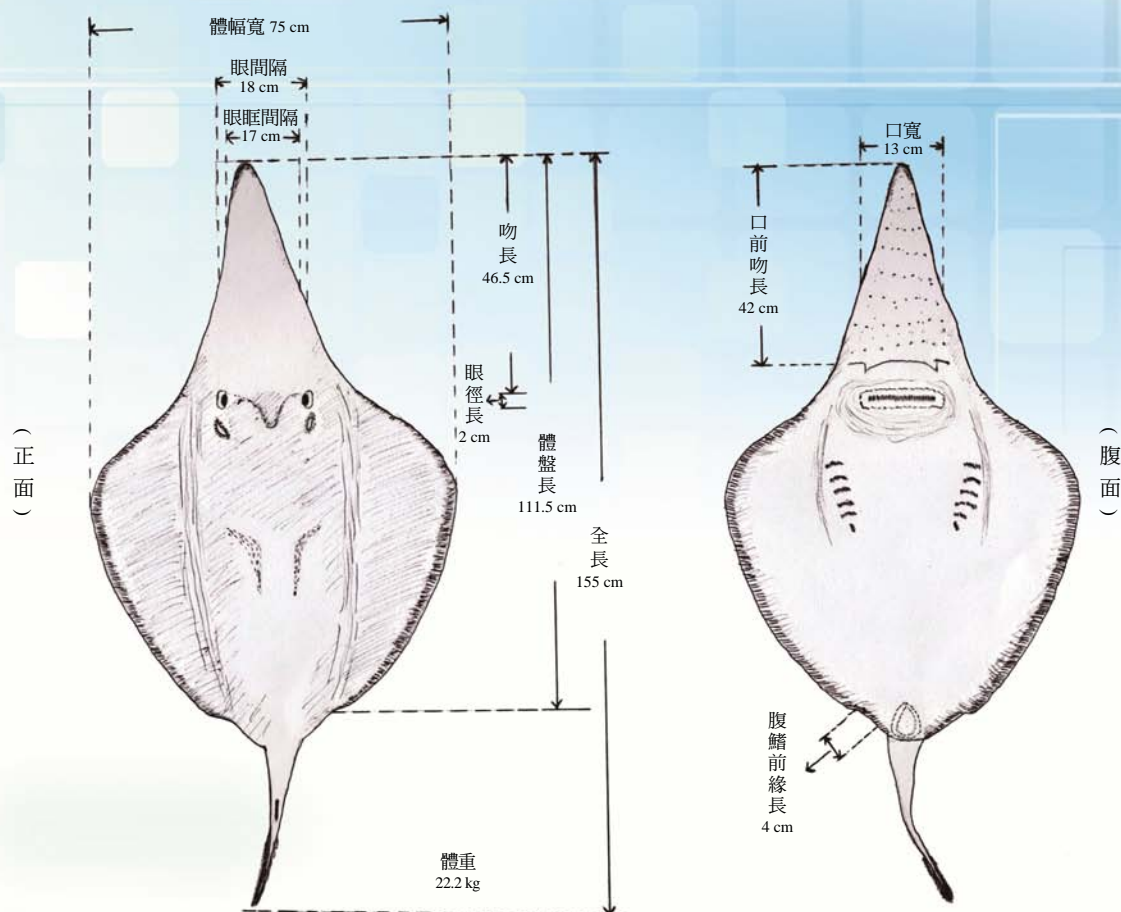 體幅寬 75 cm
眼間隔
18 cm
眼眶間隔
17 cm
吻長
46.5 cm
眼徑長
2 cm
體盤長
111.5 cm
全長
155 cm
體重
22.2 kg
(正面)
口寬
13 cm
口前吻長
42 cm
腹鰭前緣長
4 cm
(腹面)